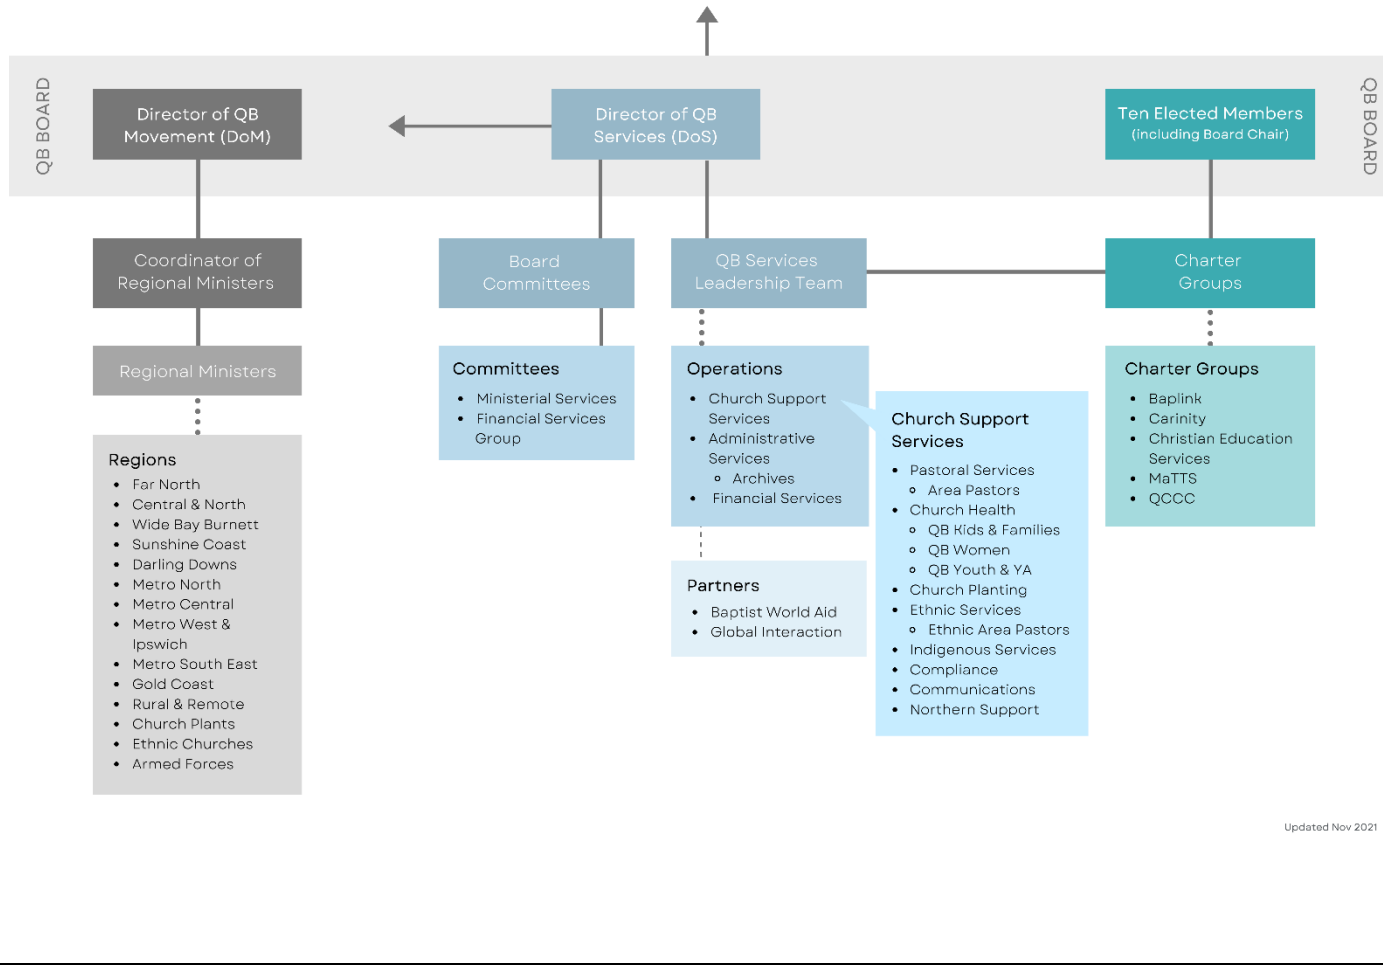 QB BOARD
Director of QB
Movement (DoM)
Director of QB
Services (DoS)
Ten Elected Members
(including Board Chair)
QB BOARD
Coordinator of
Regional Ministers
Board
Committees
QB Services
Leadership Team
Charter
Groups
Regional Ministers
Regions
• Far North
• Central & North
• Wide Bay Burnett
• Sunshine Coast
• Darling Downs
• Metro North
• Metro Central
• Metro West &
Ipswich
• Metro South East
• Gold Coast
• Rural & Remote
• Church Plants
• Ethnic Churches
• Armed Forces
Committees
• Ministerial Services
• Financial Services
Group
Operations
• Church Support
Services
• Administrative
Services
◦ Archives
• Financial Services
Partners
• Baptist World Aid
• Global Interaction
Church Support
Services
• Pastoral Services
◦ Area Pastors
• Church Health
◦ QB Kids & Families
◦ QB Women
◦ QB Youth & YA
• Church Planting
• Ethnic Services
◦ Ethnic Area Pastors
• Indigenous Services
• Compliance
• Communications
• Northern Support
Charter Groups
• Baplink
• Carinity
• Christian Education
Services
• MaTTS
• QCCC
Updated Nov 2021